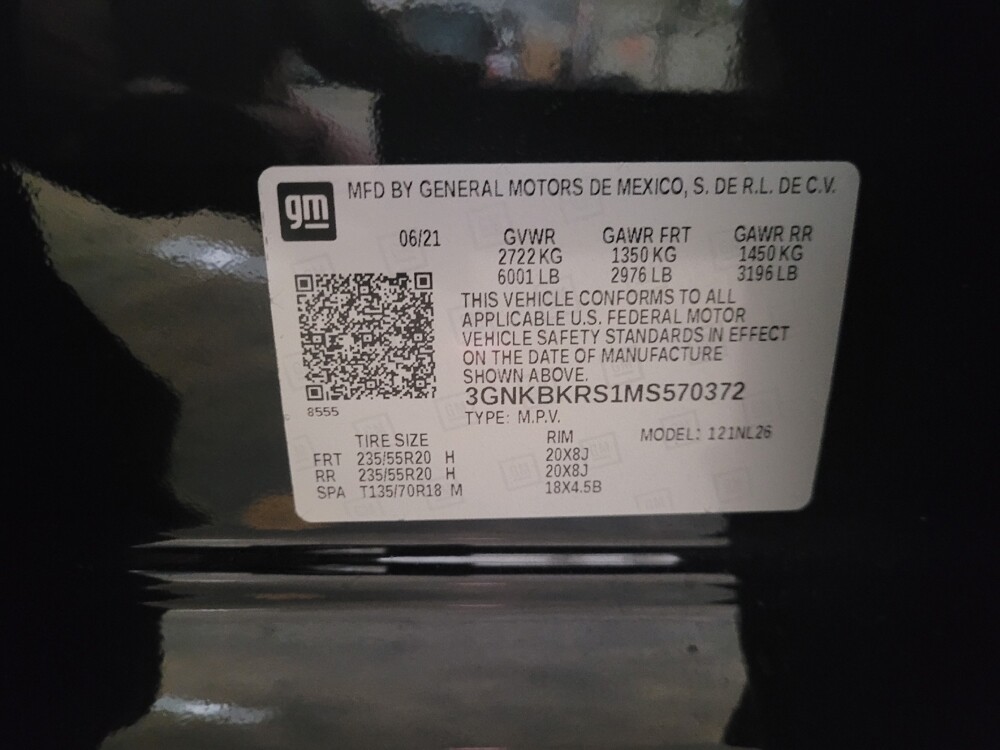 gm MFD BY GENERAL MOTORS DE MEXICO, S. DE R.L. DE C.V.
06/21 GVWR GAWR FRT GAWR RR
2722 KG 1350 KG 1450 KG
6001 LB 2976 LB 3196 LB
THIS VEHICLE CONFORMS TO ALL
APPLICABLE U.S. FEDERAL MOTOR
VEHICLE SAFETY STANDARDS IN EFFECT
ON THE DATE OF MANUFACTURE
SHOWN ABOVE.
3GNKBKRS1MS570372
8555
TYPE: M.P.V.
TIRE SIZE RIM MODEL: 121NL26
FRT 235/55R20 H 20X8J
RR 235/55R20 H 20X8J
SPA T135/70R18 M 18X4.5B